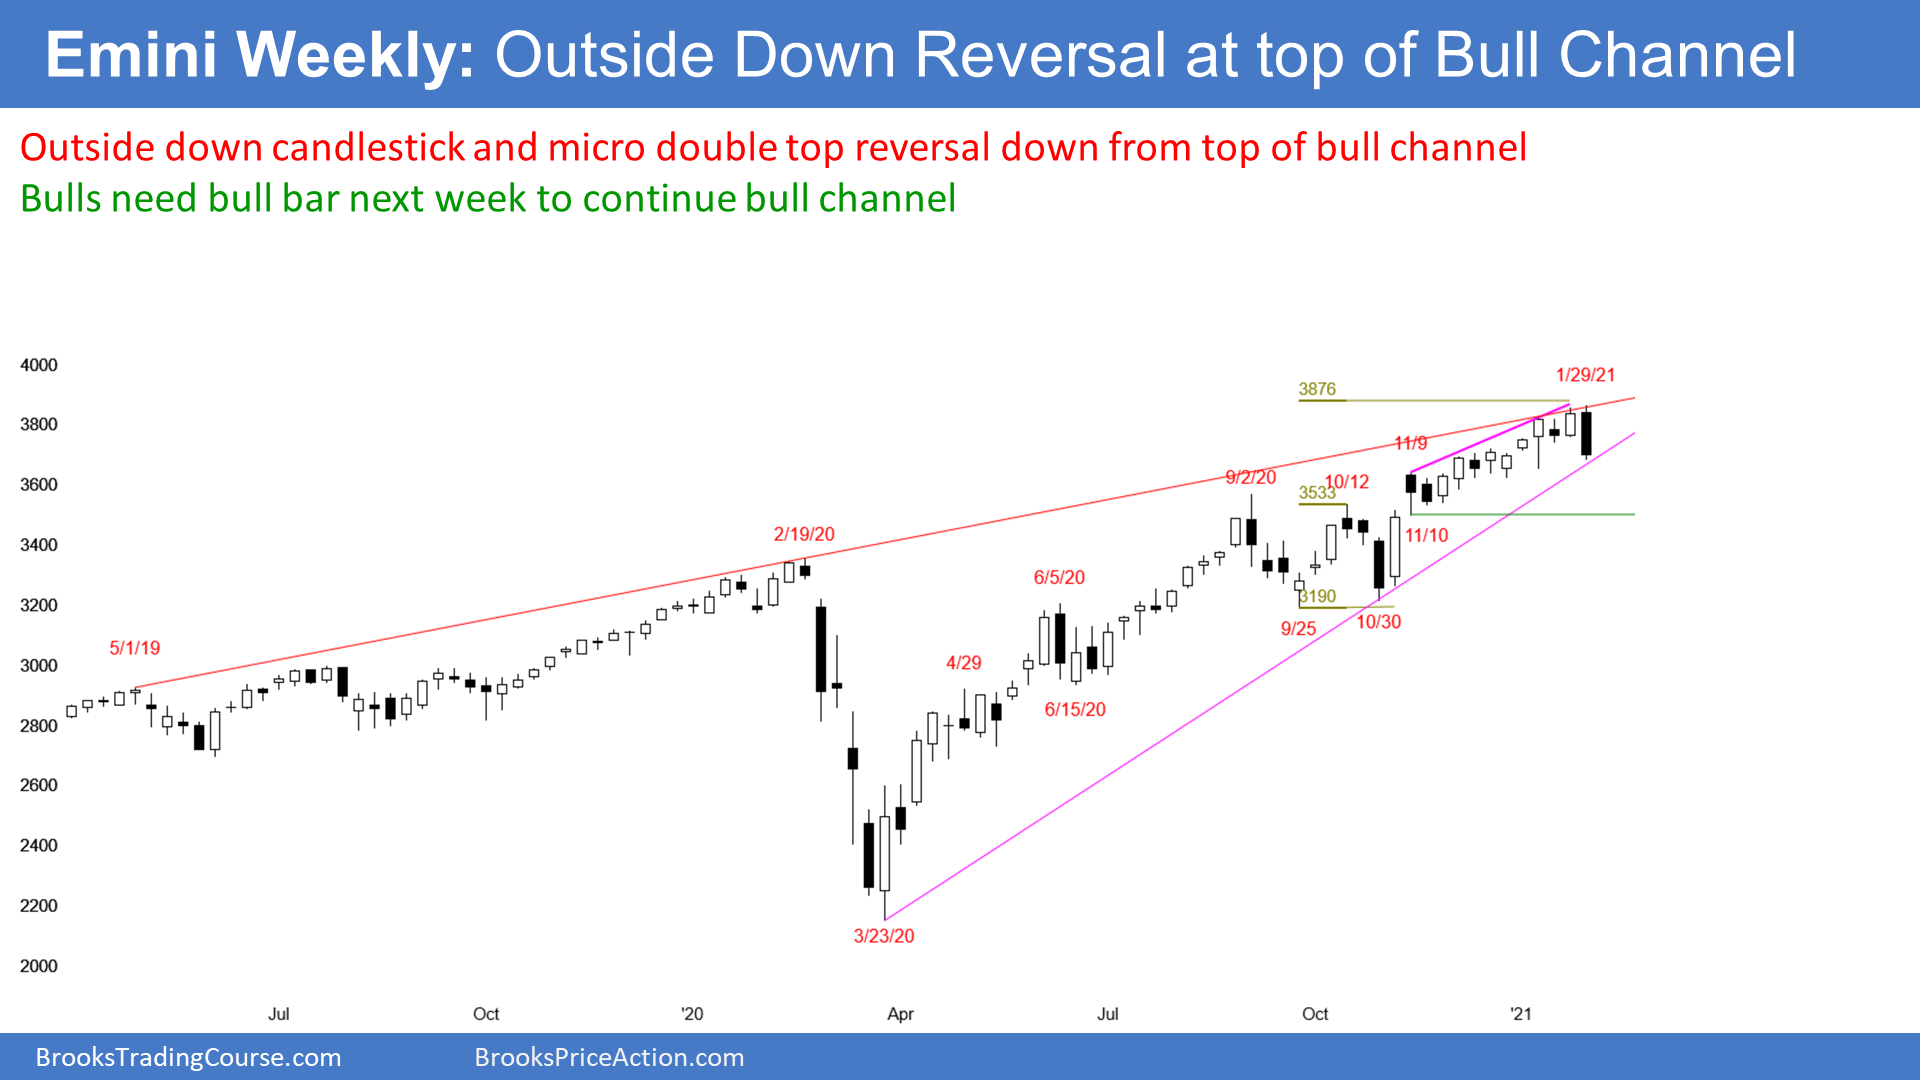 Emini Weekly: Outside Down Reversal at top of Bull Channel
Outside down candlestick and micro double top reversal down from top of bull channel
Bulls need bull bar next week to continue bull channel
4000
3800
3600
3400
3200
3000
2800
2600
2400
2200
2000
5/1/19
2/19/20
3/23/20
4/29
6/5/20
6/15/20
9/2/20
3876
3533
10/12
3190
9/25
10/30
11/9
11/10
1/29/21
Jul
Oct
'20
Apr
Jul
Oct
'21
BrooksTradingCourse.com
BrooksPriceAction.com